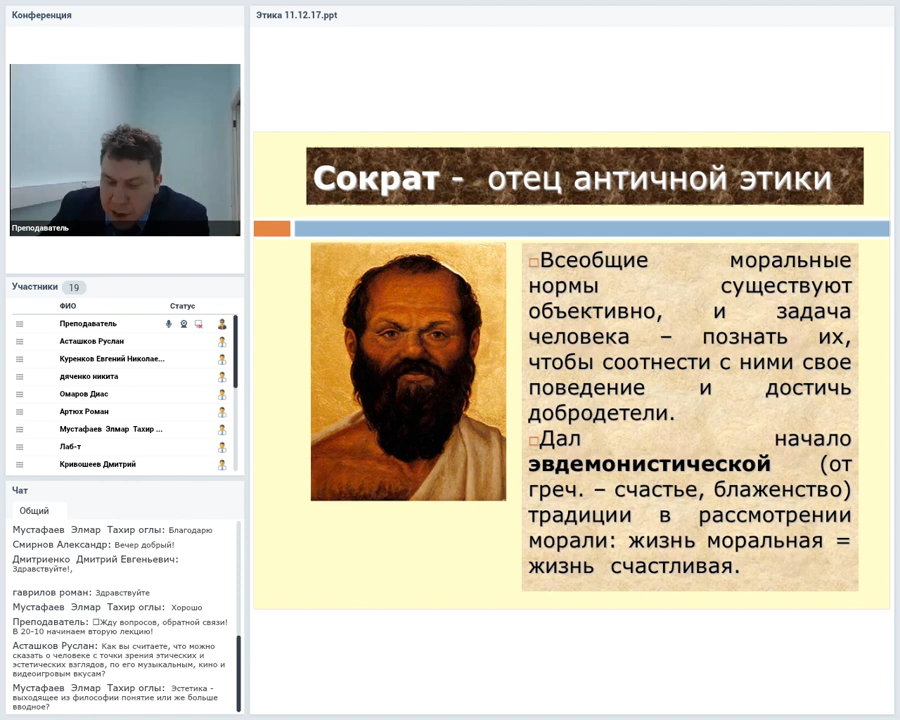 Конференция
Преподаватель
Участники 19
ФИО Статус
Преподаватель
Асташков Руслан
Куренков Евгений Николае...
дяченко никита
Омаров Диас
Артюх Роман
Мустафаев Элмар Тахир ...
Лаб-т
Кривошеев Дмитрий
Чат
Общий
Мустафаев Элмар Тахир оглы: Благодарю
Смирнов Александр: Вечер добрый!
Дмитриенко Дмитрий Евгеньевич:
Здравствуйте!,
гаврилов роман: Здравствуйте
Мустафаев Элмар Тахир оглы: Хорошо
Преподаватель: ☐Жду вопросов, обратной связи!
В 20-10 начинаем вторую лекцию!
Асташков Руслан: Как вы считаете, что можно
сказать о человеке с точки зрения этических и
эстетических взглядов, по его музыкальным, кино и
видеоигровым вкусам?
Мустафаев Элмар Тахир оглы: Эстетика -
выходящее из философии понятие или же больше
вводное?
Этика 11.12.17.ppt
Сократ - отец античной этики
Всеобщие моральные
нормы существуют
объективно, и задача
человека – познать их,
чтобы соотнести с ними свое
поведение и достичь
добродетели.
Дал начало
эвдемонистической (от
греч. – счастье, блаженство)
традиции в рассмотрении
морали: жизнь моральная =
жизнь счастливая.